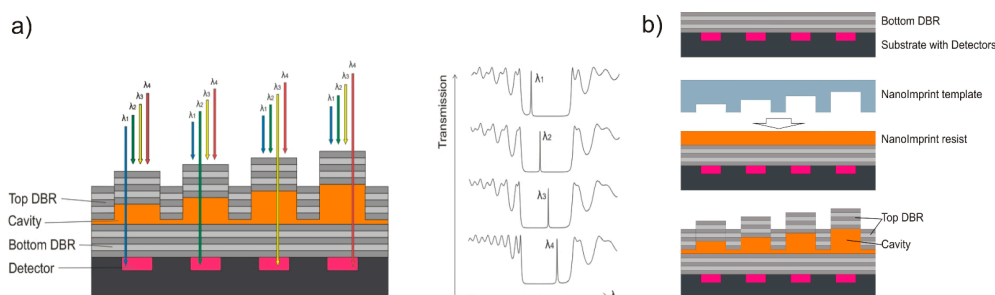 a)
λ4
λ3
λ2
λ1
λ4
λ3
λ2
λ1
λ4
λ3
λ2
λ1
λ4
λ3
λ2
λ1
Top DBR
Cavity
Bottom DBR
Detector
Transmission
λ1
λ2
λ3
λ4
λ
b)
Bottom DBR
Substrate with Detectors
NanoImprint template
NanoImprint resist
Top DBR
Cavity